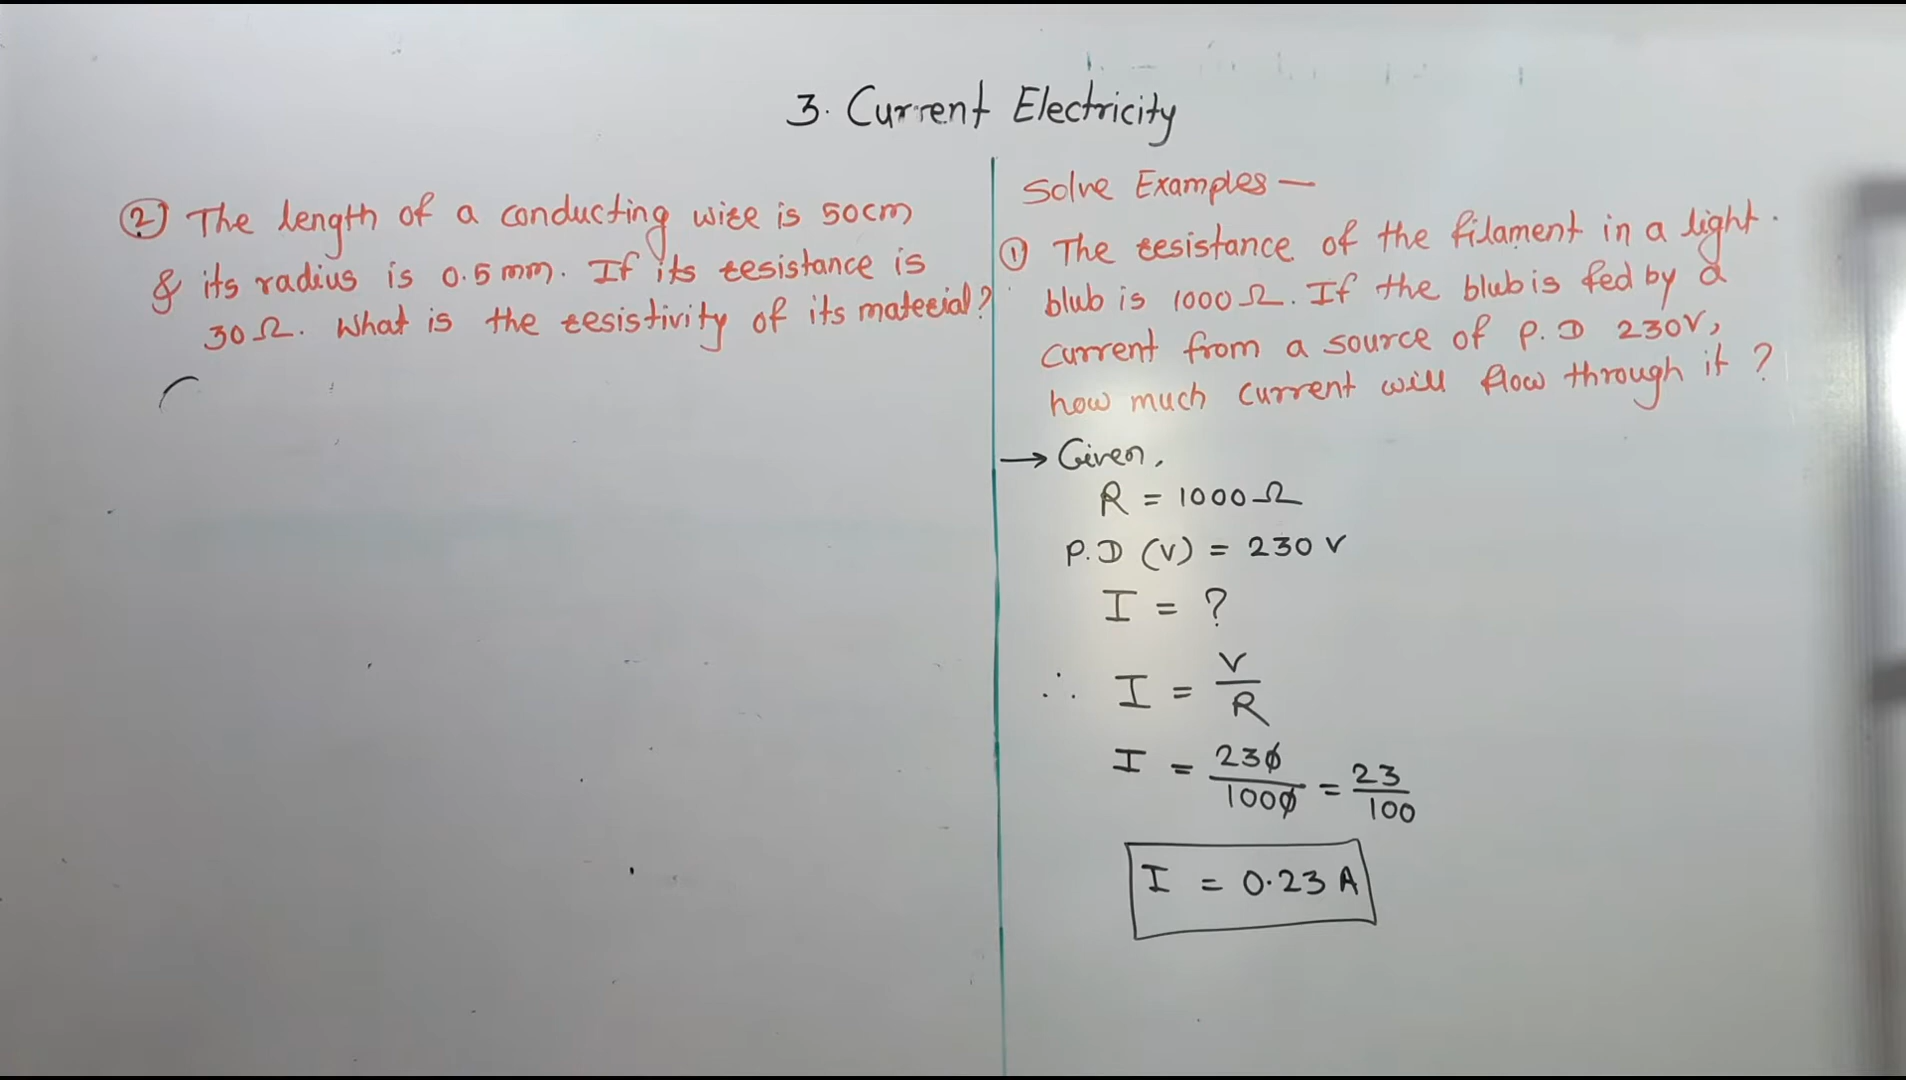 3. Current Electricity
② The length of a conducting wire is 50cm
& its radius is 0.5 mm. If its resistance is
30Ω. What is the resistivity of its material?
Solve Examples —
① The resistance of the filament in a light.
blub is 1000 Ω. If the blub is fed by a
current from a source of P.D 230V,
how much current will flow through it ?
→ Given,
R = 1000 Ω
P.D (V) = 230 V
I = ?
∴ I = V/R
I = 230/1000 = 23/100
I = 0.23 A